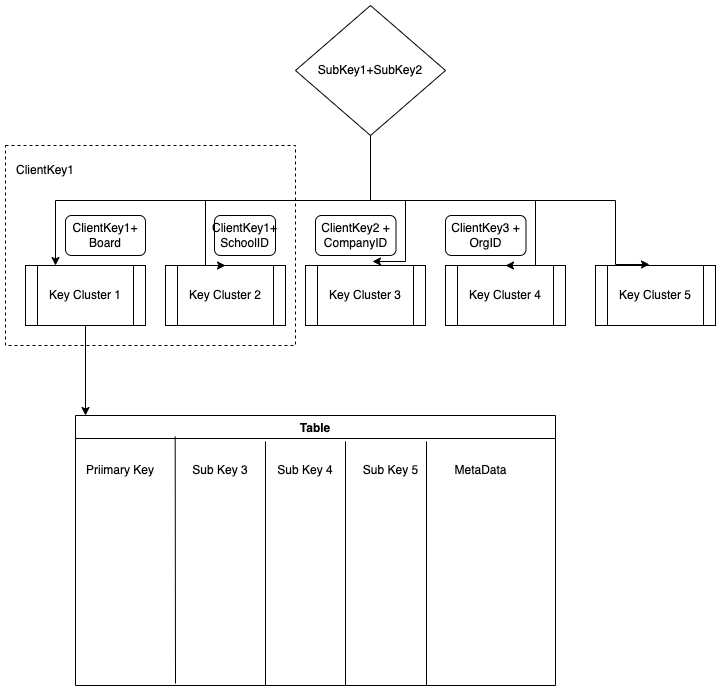 SubKey1+SubKey2
ClientKey1
ClientKey1+
Board
ClientKey1+
SchoolID
ClientKey2 +
CompanyID
ClientKey3 +
OrgID
Key Cluster 1
Key Cluster 2
Key Cluster 3
Key Cluster 4
Key Cluster 5
Table
Priimary Key
Sub Key 3
Sub Key 4
Sub Key 5
MetaData